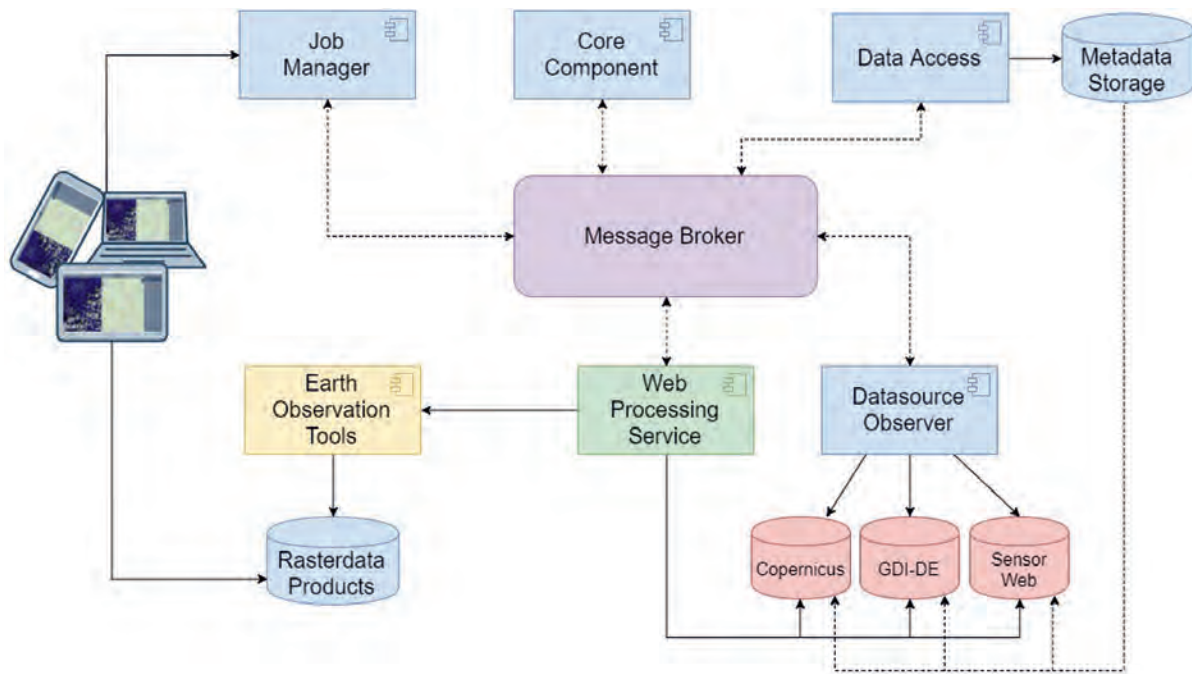 Job
Manager
Core
Component
Data Access
Metadata
Storage
Message Broker
Earth
Observation
Tools
Web
Processing
Service
Datasource
Observer
Rasterdata
Products
Copernicus
GDI-DE
Sensor
Web